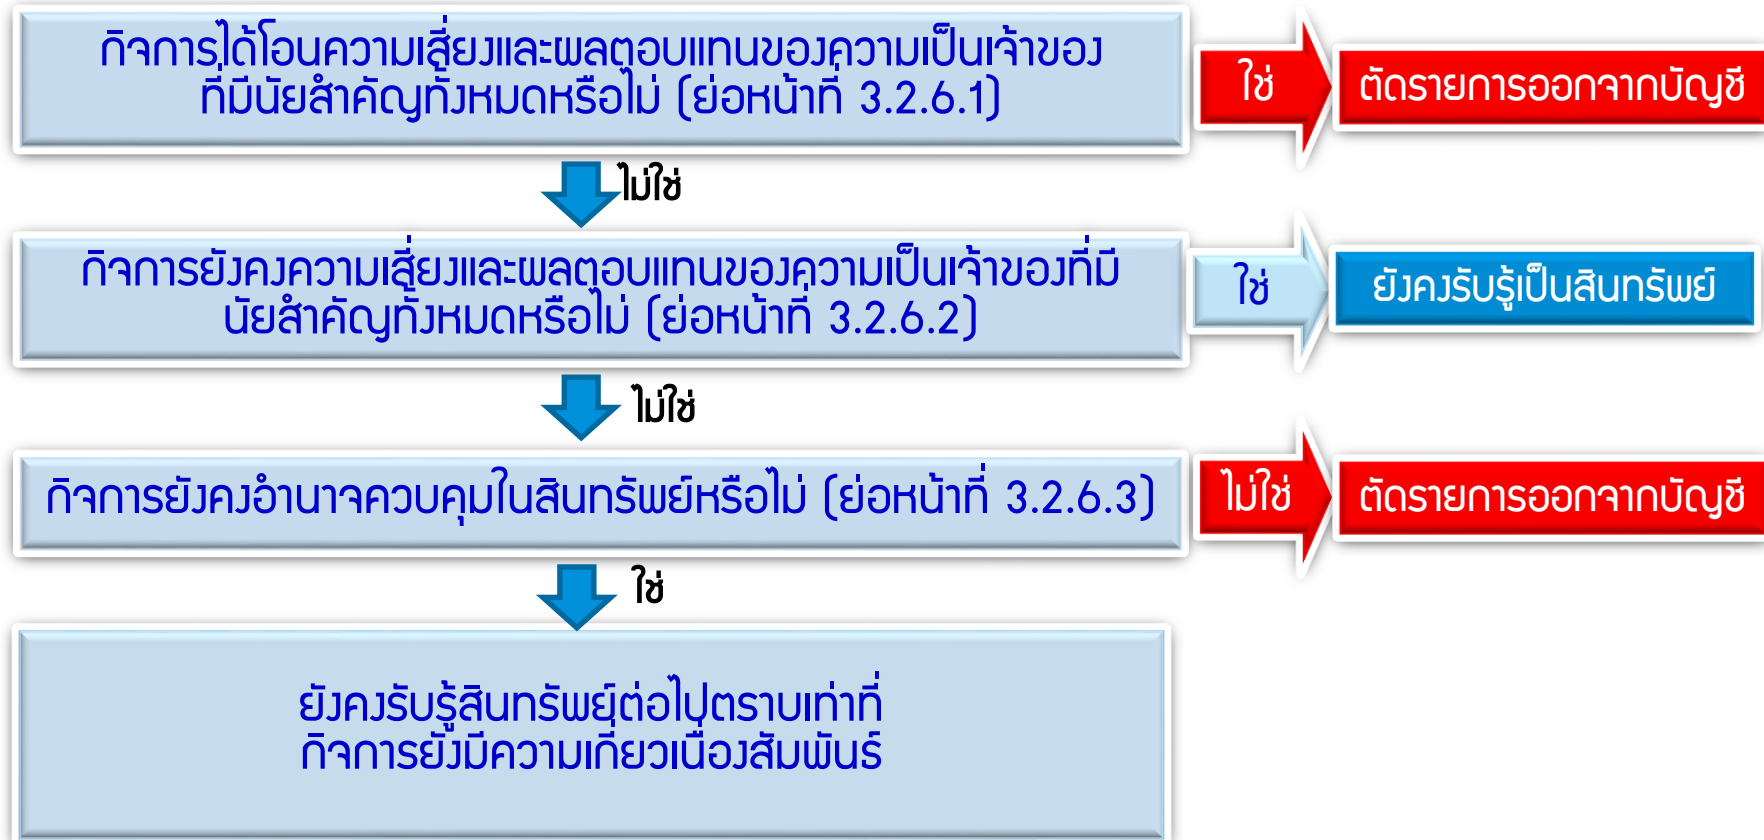 กิจการได้โอนความเสี่ยงและผลตอบแทนของความเป็นเจ้าของ
ที่มีนัยสำคัญทั้งหมดหรือไม่ (ย่อหน้าที่ 3.2.6.1)
ใช่
ตัดรายการออกจากบัญชี
ไม่ใช่
กิจการยังคงความเสี่ยงและผลตอบแทนของความเป็นเจ้าของที่มี
นัยสำคัญทั้งหมดหรือไม่ (ย่อหน้าที่ 3.2.6.2)
ใช่
ยังคงรับรู้เป็นสินทรัพย์
ไม่ใช่
กิจการยังคงอำนาจควบคุมในสินทรัพย์หรือไม่ (ย่อหน้าที่ 3.2.6.3)
ไม่ใช่
ตัดรายการออกจากบัญชี
ใช่
ยังคงรับรู้สินทรัพย์ต่อไปตราบเท่าที่
กิจการยังมีความเกี่ยวเนื่องสัมพันธ์